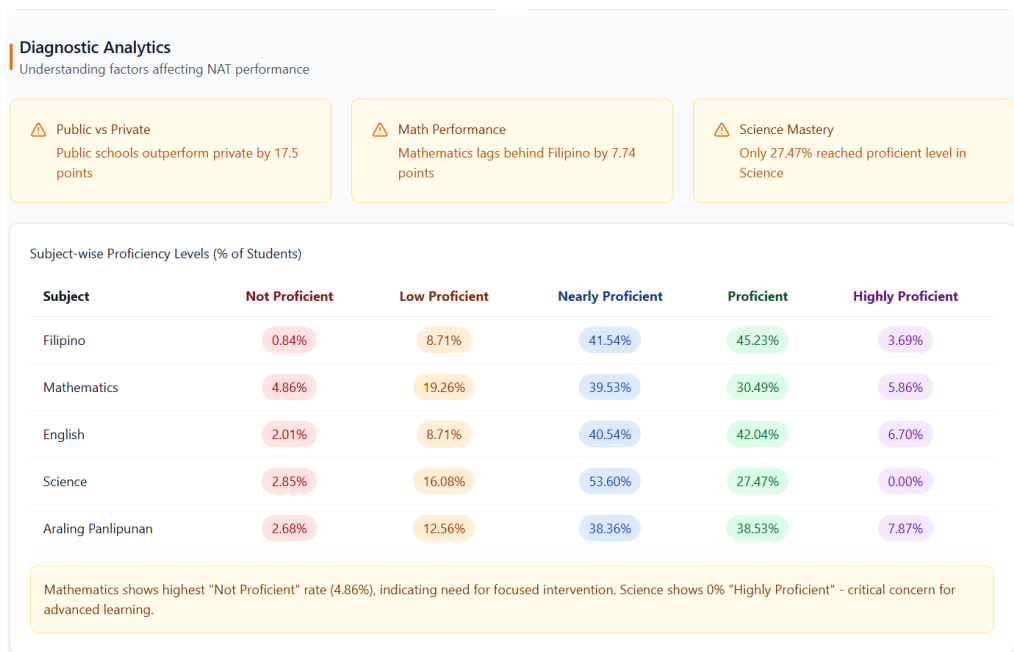 Diagnostic Analytics
Understanding factors affecting NAT performance
Public vs Private
Public schools outperform private by 17.5
points
Math Performance
Mathematics lags behind Filipino by 7.74
points
Science Mastery
Only 27.47% reached proficient level in
Science
Subject-wise Proficiency Levels (% of Students)
Subject Not Proficient Low Proficient Nearly Proficient Proficient Highly Proficient
Filipino 0.84% 8.71% 41.54% 45.23% 3.69%
Mathematics 4.86% 19.26% 39.53% 30.49% 5.86%
English 2.01% 8.71% 40.54% 42.04% 6.70%
Science 2.85% 16.08% 53.60% 27.47% 0.00%
Araling Panlipunan 2.68% 12.56% 38.36% 38.53% 7.87%
Mathematics shows highest "Not Proficient" rate (4.86%), indicating need for focused intervention. Science shows 0% "Highly Proficient" - critical concern for
advanced learning.